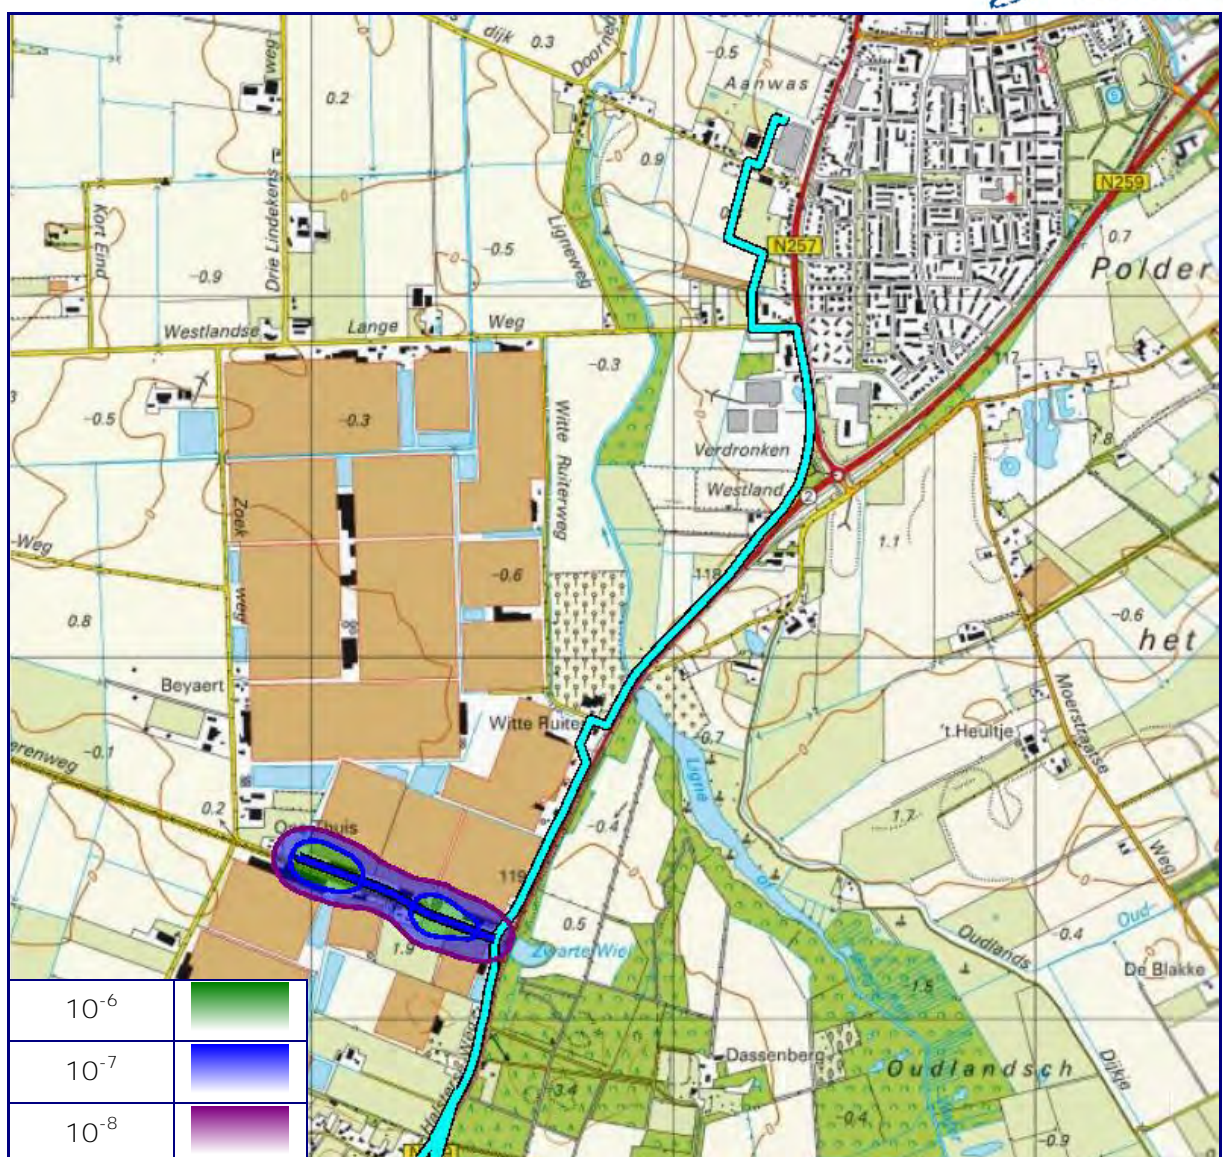 dijk
0.3
Doorned
-0.5
Aanwas
weg
0.2
0.9
N259
Kort Eind
Drie Lindekens
Ligneweg
-0.5
-0.9
N257
0.7
Polder
Westlandse
Lange
Weg
-0.3
117
-0.5
-0.3
Witte Ruiterweg
Verdronken
1.8
Westland
2
Zoek
weg
-Weg
1.1
-0.6
118
0.8
-0.6
het
Beyaert
Witte Ruiter
-0.7
't Heultje
Moerstraatse
Weg
erenweg
-0.1
Ligne
of
0.2
Thuis
-0.4
1.7
119
0.5
Oud-
1.9
Zwarte Wiel
Oudlands
Dijkje
-0.4
De Blakke
1.5
10-6
10-7
10-8
Dassenberg
Oudlandsch
-3.4
-0.4
-0.9